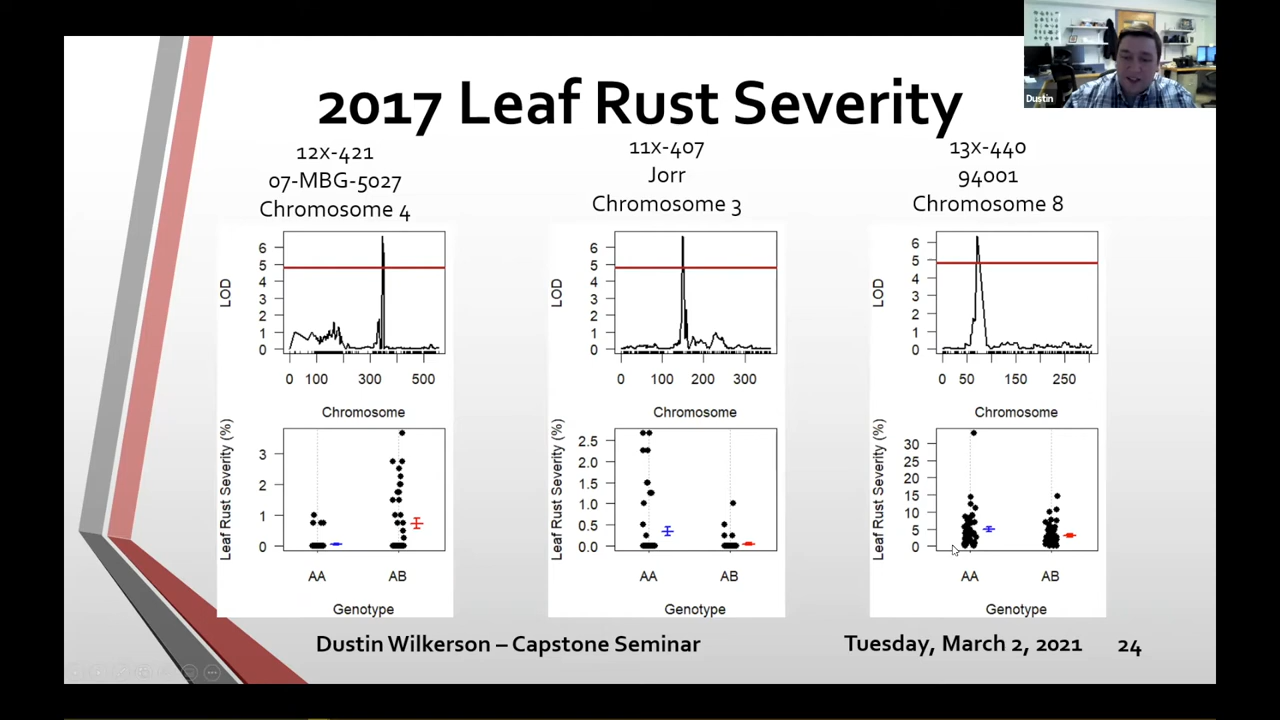 Dustin
2017 Leaf Rust Severity
12x-421
07-MBG-5027
Chromosome 4
11x-407
Jorr
Chromosome 3
13x-440
94001
Chromosome 8
LOD
6
5
4
3
2
1
0
0 100 300 500
Chromosome
LOD
6
5
4
3
2
1
0
0 100 200 300
Chromosome
LOD
6
5
4
3
2
1
0
0 50 150 250
Chromosome
Leaf Rust Severity (%)
3
2
1
0
AA AB
Genotype
Leaf Rust Severity (%)
2.5
2.0
1.5
1.0
0.5
0.0
AA AB
Genotype
Leaf Rust Severity (%)
30
25
20
15
10
5
0
AA AB
Genotype
Dustin Wilkerson – Capstone Seminar
Tuesday, March 2, 2021 24